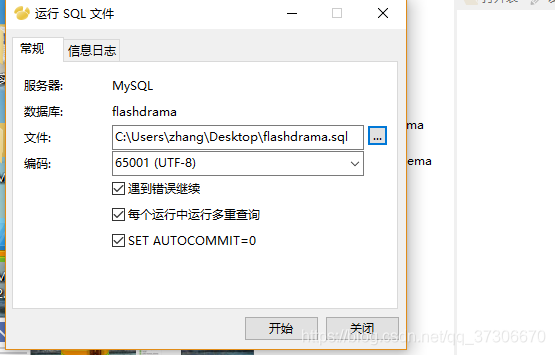 运行 SQL 文件
常规
信息日志
服务器: MySQL
数据库: flashdrama
文件: C:\Users\zhang\Desktop\flashdrama.sql ...
编码: 65001 (UTF-8)
遇到错误继续
每个运行中运行多重查询
SET AUTOCOMMIT=0
开始
关闭
ma
ema
https://blog.csdn.net/qq_37306670